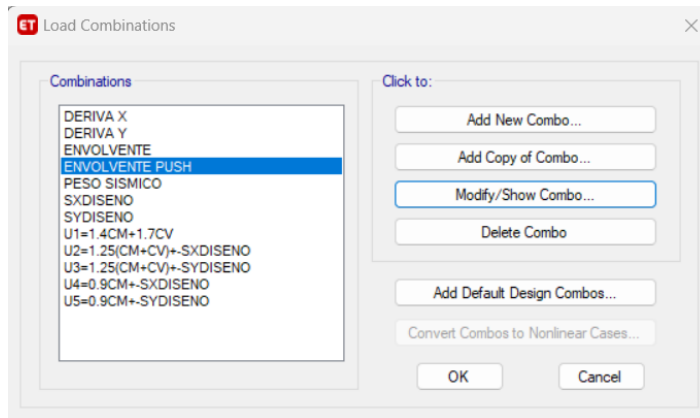 ET Load Combinations
Combinations
DERIVA X
DERIVA Y
ENVOLVENTE
ENVOLVENTE PUSH
PESO SISMICO
SXDISENO
SYDISENO
U1=1.4CM+1.7CV
U2=1.25(CM+CV)+-SXDISENO
U3=1.25(CM+CV)+-SYDISENO
U4=0.9CM+-SXDISENO
U5=0.9CM+-SYDISENO
Click to:
Add New Combo...
Add Copy of Combo...
Modify/Show Combo...
Delete Combo
Add Default Design Combos...
Convert Combos to Nonlinear Cases...
OK
Cancel